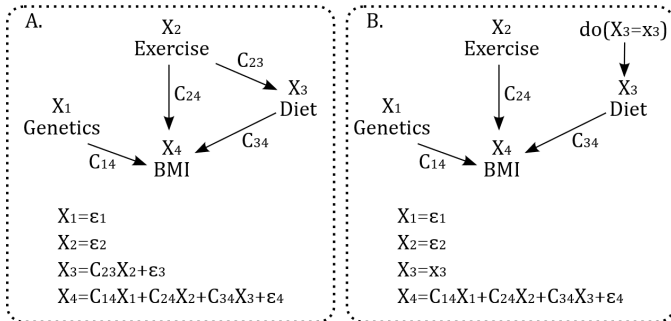 A.
X₂
Exercise
C₂₃
C₂₄
X₃
Diet
X₁
Genetics
C₃₄
C₁₄
X₄
BMI
X₁=ε₁
X₂=ε₂
X₃=C₂₃X₂+ε₃
X₄=C₁₄X₁+C₂₄X₂+C₃₄X₃+ε₄
B.
X₂
Exercise
do(X₃=x₃)
C₂₄
X₃
Diet
X₁
Genetics
C₃₄
C₁₄
X₄
BMI
X₁=ε₁
X₂=ε₂
X₃=x₃
X₄=C₁₄X₁+C₂₄X₂+C₃₄X₃+ε₄